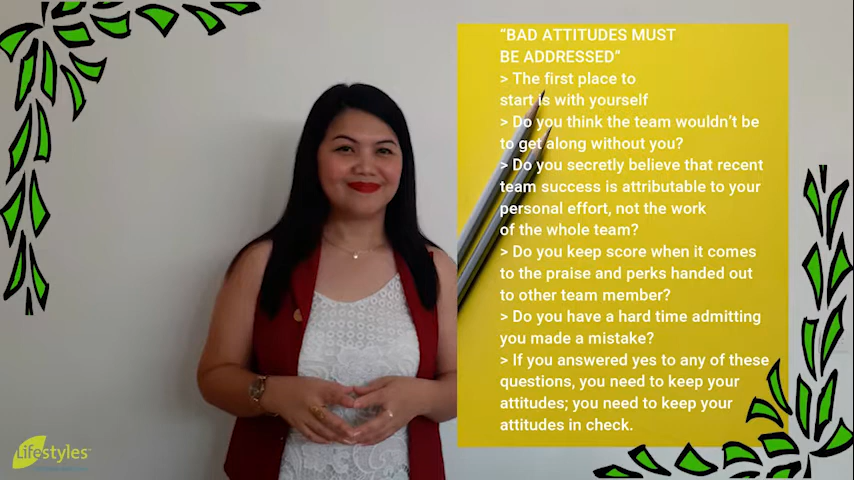 “BAD ATTITUDES MUST
BE ADDRESSED“
> The first place to
start is with yourself
> Do you think the team wouldn’t be
to get along without you?
> Do you secretly believe that recent
team success is attributable to your
personal effort, not the work
of the whole team?
> Do you keep score when it comes
to the praise and perks handed out
to other team member?
> Do you have a hard time admitting
you made a mistake?
> If you answered yes to any of these
questions, you need to keep your
attitudes; you need to keep your
attitudes in check.
Lifestyles